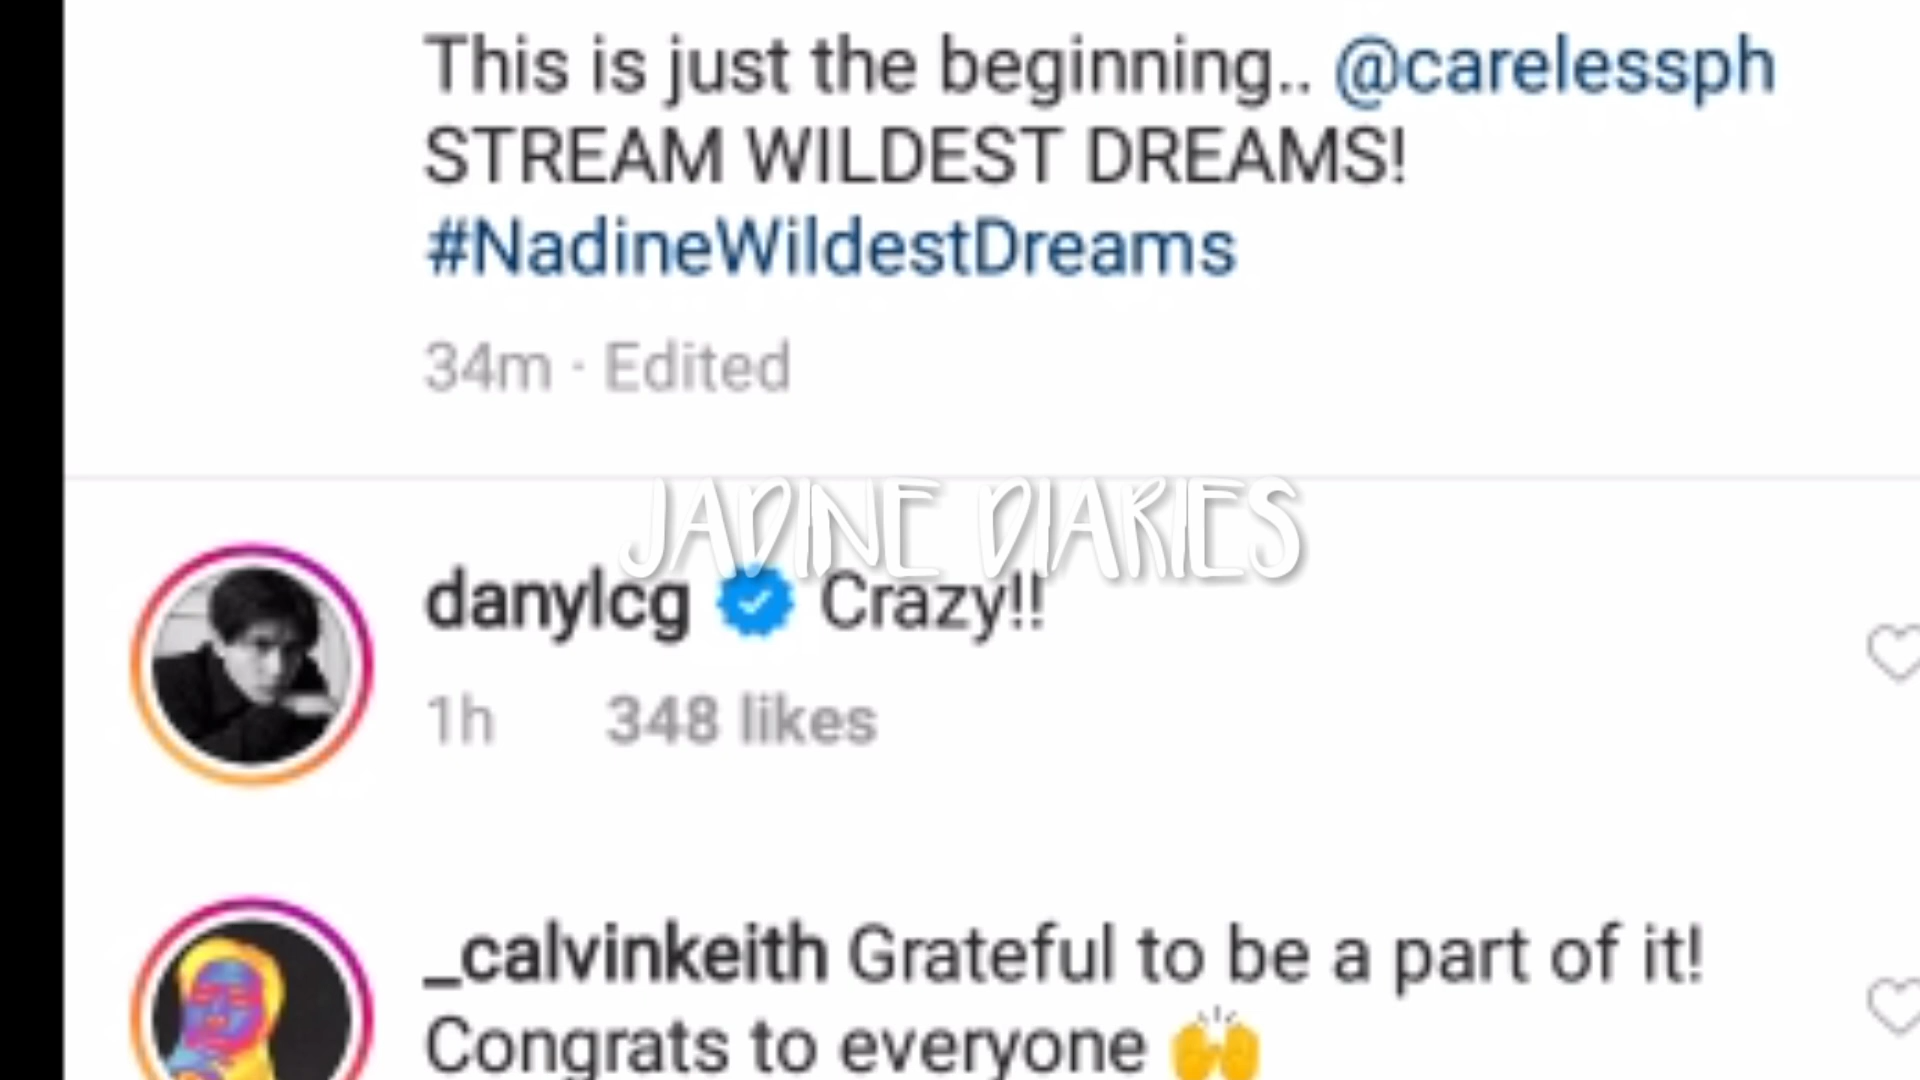 This is just the beginning.. @carelessph
STREAM WILDEST DREAMS!
#NadineWildestDreams
34m · Edited
JADINE DIARIES
danylcg Crazy!!
1h 348 likes
_calvinkeith Grateful to be a part of it!
Congrats to everyone 🙌